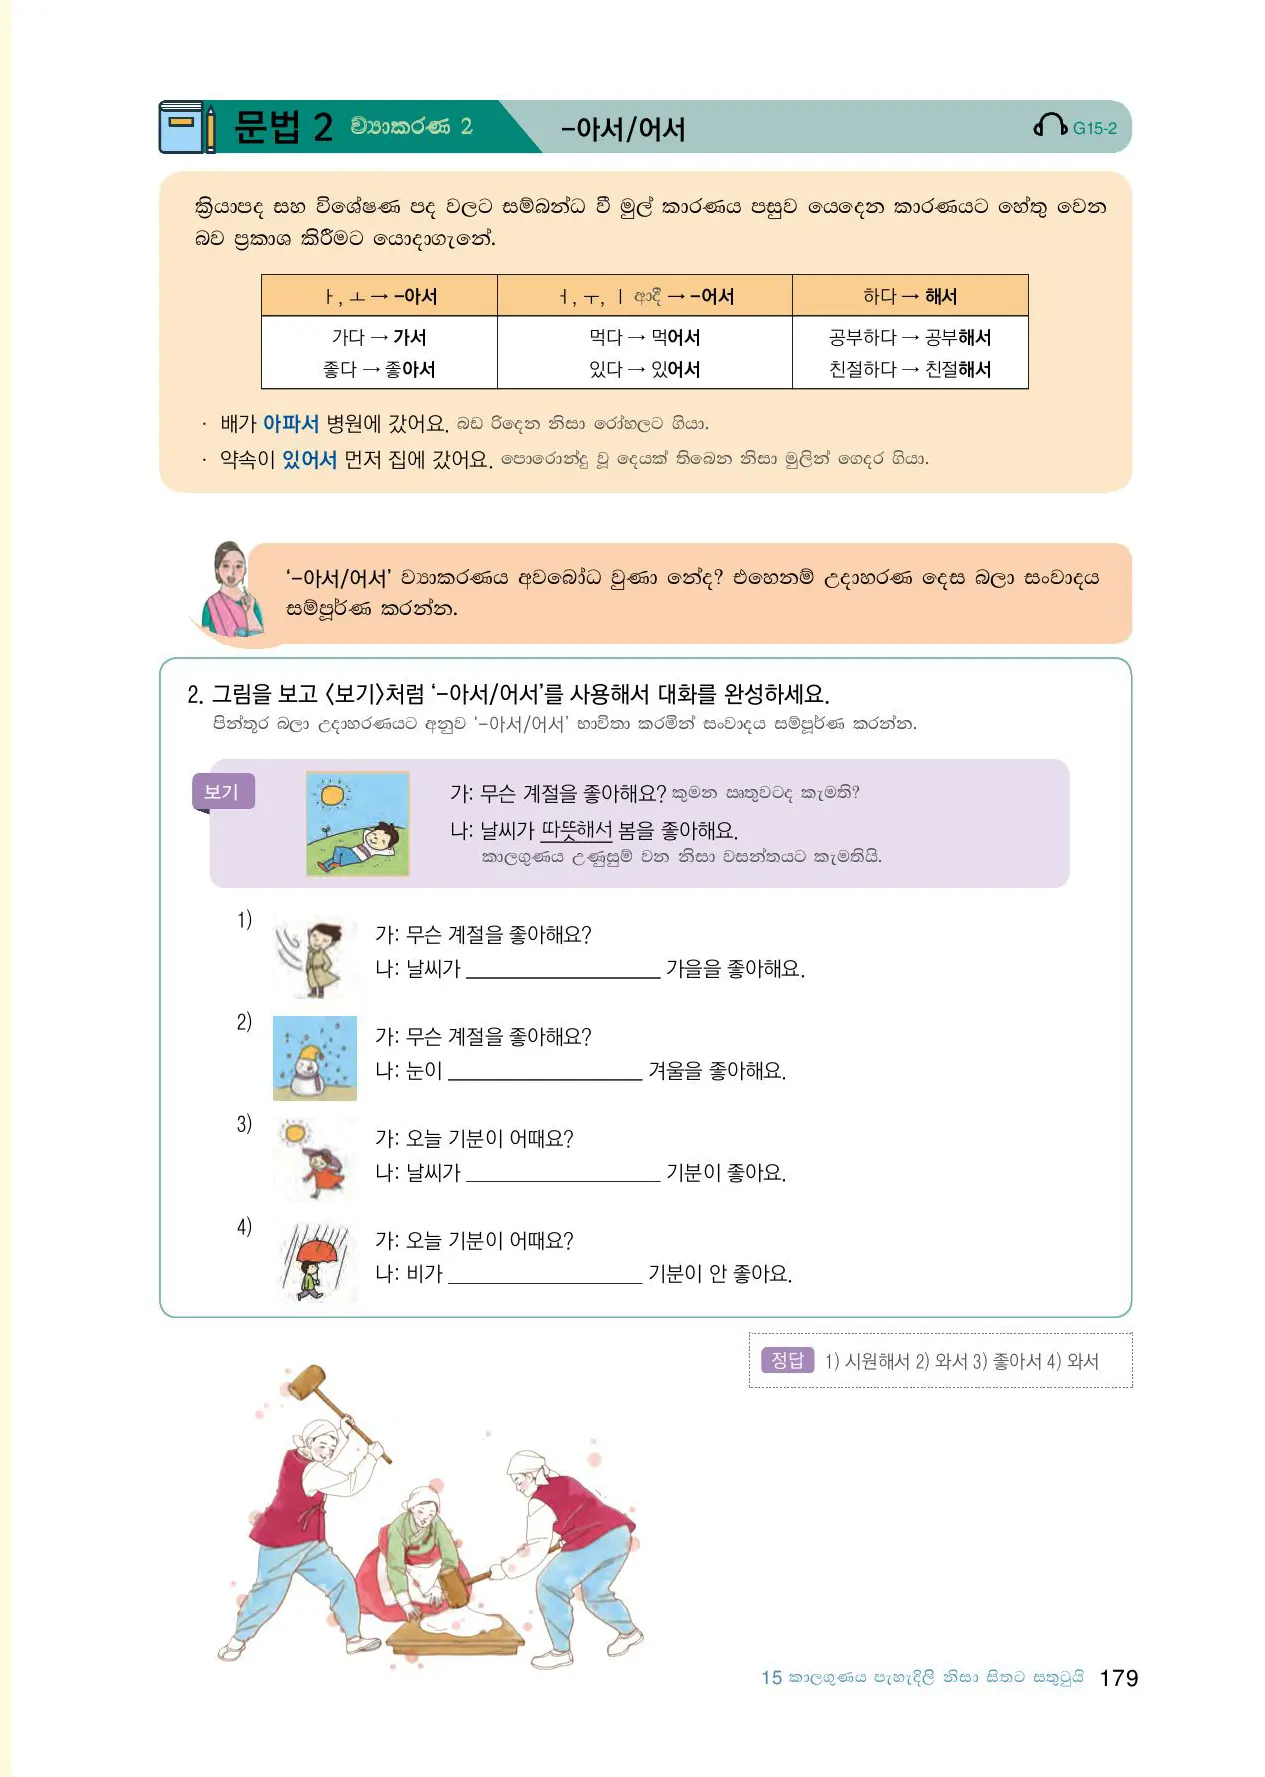 문법 2 ව්‍යාකරණ 2 -아서/어서 G15-2
ක්‍රියාපද සහ විශේෂණ පද වලට සම්බන්ධ වී මුල් කාරණය පසුව යෙදෙන කාරණයට හේතු වෙන
බව ප්‍රකාශ කිරීමට යොදාගැනේ.
ㅏ, ㅗ → -아서 ㅓ, ㅜ, ㅣ ආදී → -어서 하다 → 해서
가다 → 가서 먹다 → 먹어서 공부하다 → 공부해서
좋다 → 좋아서 있다 → 있어서 친절하다 → 친절해서
· 배가 아파서 병원에 갔어요. බඩ රිදෙන නිසා රෝහලට ගියා.
· 약속이 있어서 먼저 집에 갔어요. පොරොන්දු වූ දෙයක් තිබෙන නිසා මුලින් ගෙදර ගියා.
‘-아서/어서’ ව්‍යාකරණය අවබෝධ වුණා නේද? එහෙනම් උදාහරණ දෙස බලා සංවාදය
සම්පූර්ණ කරන්න.
2. 그림을 보고 〈보기〉처럼 ‘-아서/어서’를 사용해서 대화를 완성하세요.
පින්තූර බලා උදාහරණයට අනුව ‘-아서/어서’ භාවිතා කරමින් සංවාදය සම්පූර්ණ කරන්න.
보기
가: 무슨 계절을 좋아해요? කුමන ඍතුවටද කැමති?
나: 날씨가 따뜻해서 봄을 좋아해요.
කාලගුණය උණුසුම් වන නිසා වසන්තයට කැමතියි.
1)
가: 무슨 계절을 좋아해요?
나: 날씨가 ____________ 가을을 좋아해요.
2)
가: 무슨 계절을 좋아해요?
나: 눈이 ____________ 겨울을 좋아해요.
3)
가: 오늘 기분이 어때요?
나: 날씨가 ____________ 기분이 좋아요.
4)
가: 오늘 기분이 어때요?
나: 비가 ____________ 기분이 안 좋아요.
정답 1) 시원해서 2) 와서 3) 좋아서 4) 와서
15 කාලගුණය පැහැදිලි නිසා සිතට සතුටුයි 179